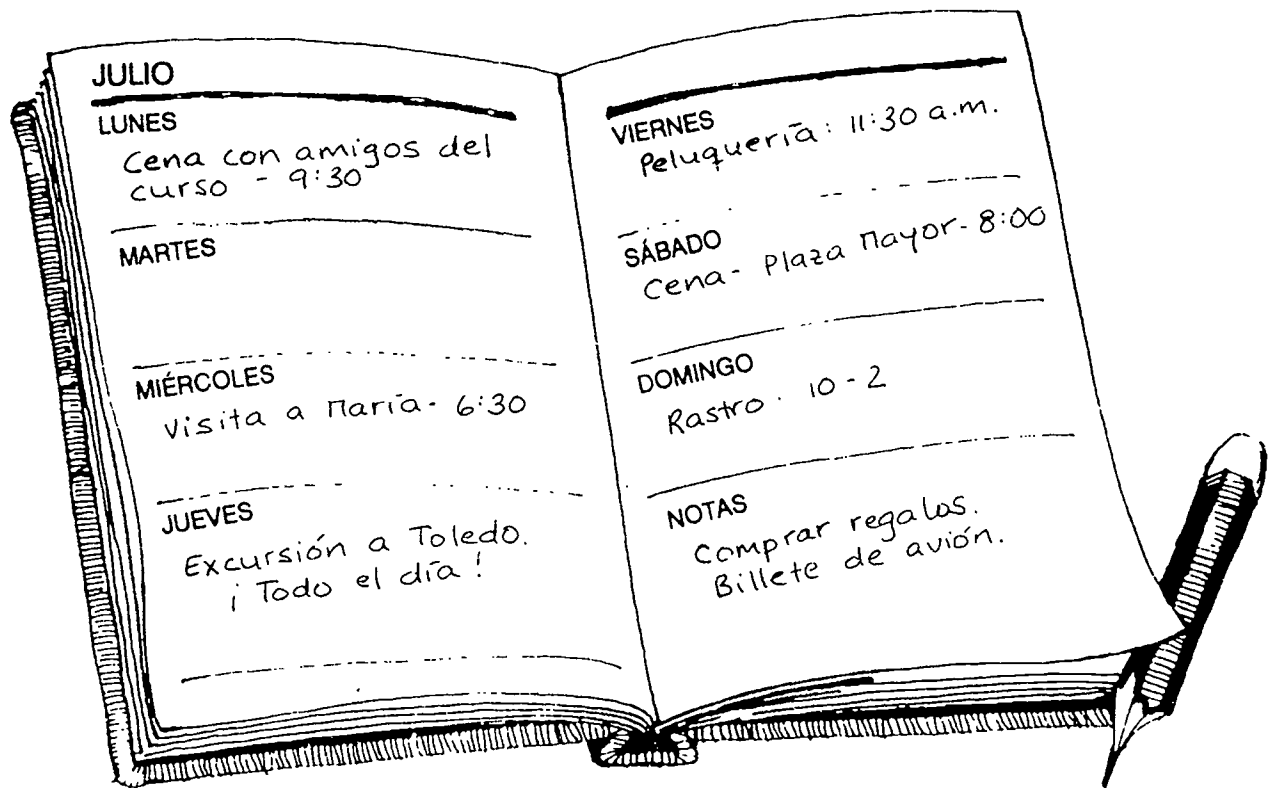 JULIO
LUNES
Cena con amigos del
curso - 9:30
MARTES
MIÉRCOLES
Visita a María - 6:30
JUEVES
Excursión a Toledo.
¡Todo el día!
VIERNES
Peluquería: 11:30 a.m.
SÁBADO
Cena - Plaza Mayor - 8:00
DOMINGO
Rastro. 10 - 2
NOTAS
Comprar regalos.
Billete de avión.